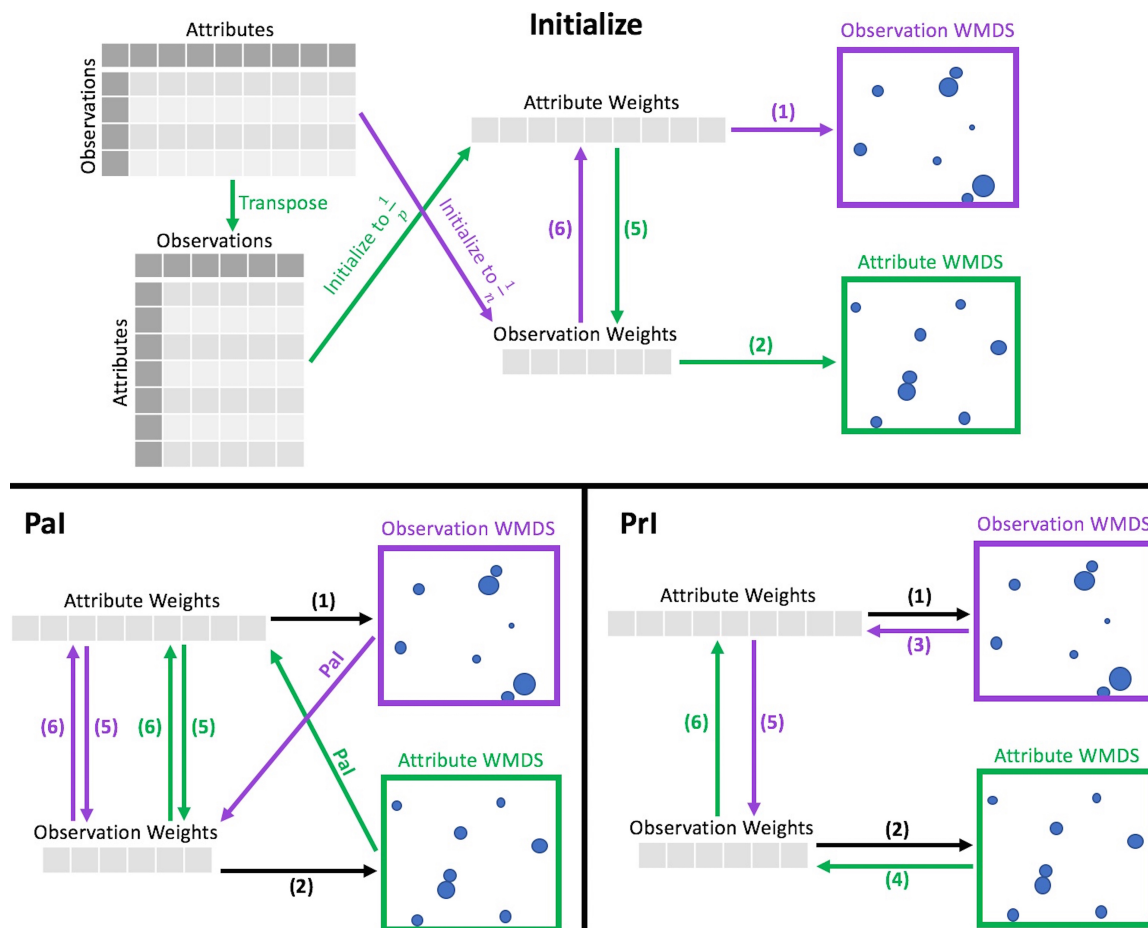 Initialize
Attributes
Observations
Transpose
Observations
Attributes
Initialize to 1/p
Initialize to 1/n
Attribute Weights
(1)
(6)
(5)
Observation Weights
(2)
Observation WMDS
Attribute WMDS
PaI
Observation WMDS
Attribute Weights
(1)
PaI
(6)
(5)
(6)
(5)
PaI
Attribute WMDS
Observation Weights
(2)
PrI
Observation WMDS
Attribute Weights
(1)
(3)
(6)
(5)
Attribute WMDS
Observation Weights
(2)
(4)